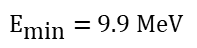 E_min = 9.9 MeV